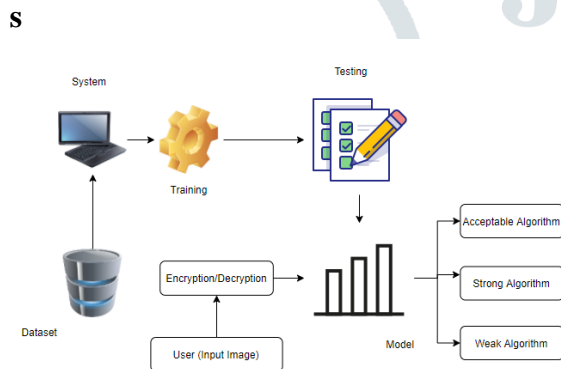 s
System
Testing
Training
Acceptable Algorithm
Encryption/Decryption
Strong Algorithm
Dataset
User (Input Image)
Model
Weak Algorithm